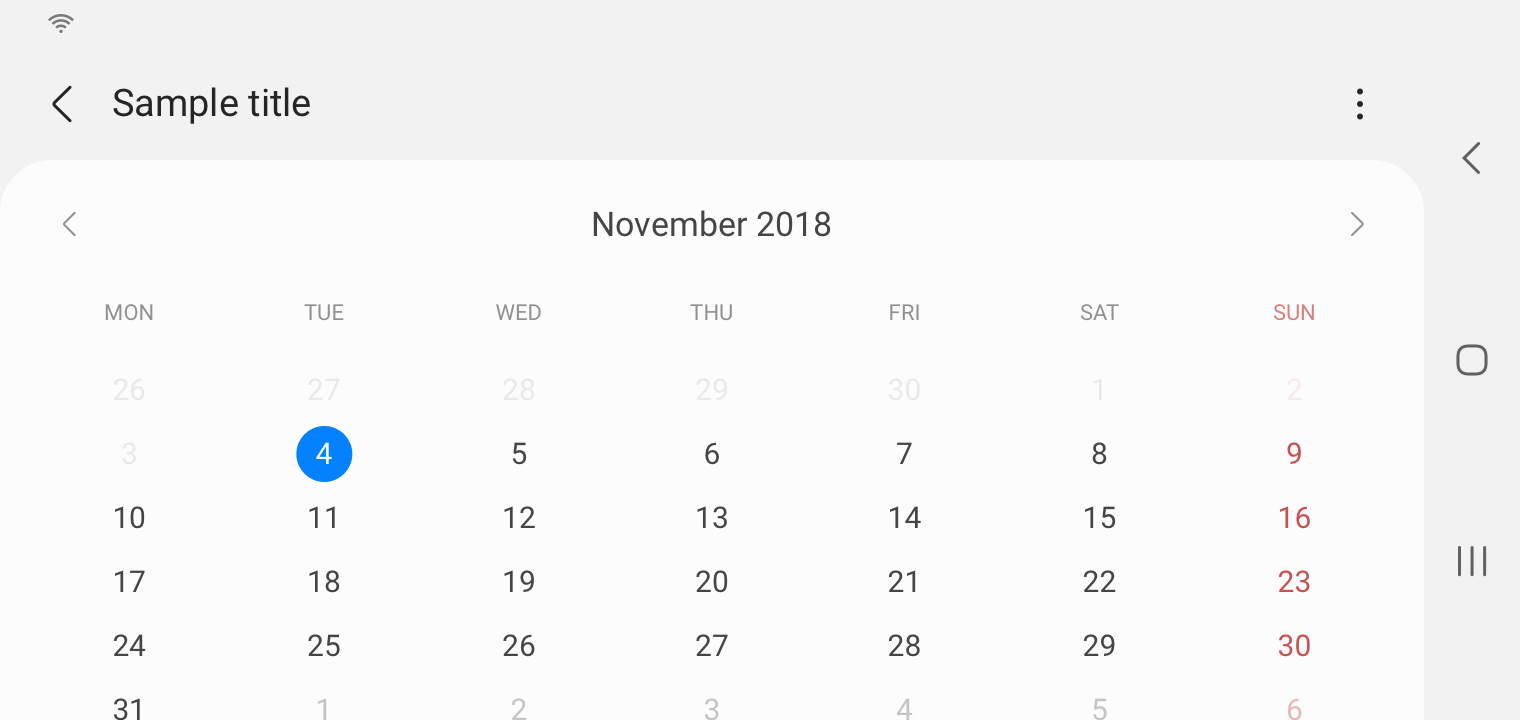 Sample title
November 2018
MON TUE WED THU FRI SAT SUN
26 27 28 29 30 1 2
3 4 5 6 7 8 9
10 11 12 13 14 15 16
17 18 19 20 21 22 23
24 25 26 27 28 29 30
31 1 2 3 4 5 6